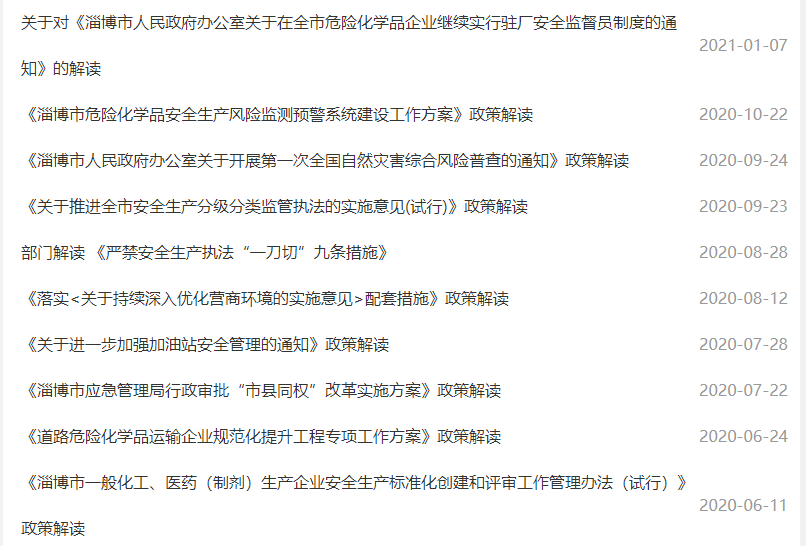 关于对《淄博市人民政府办公室关于在全市危险化学品企业继续实行驻厂安全监督员制度的通
2021-01-07
知》的解读
《淄博市危险化学品安全生产风险监测预警系统建设工作方案》政策解读 2020-10-22
《淄博市人民政府办公室关于开展第一次全国自然灾害综合风险普查的通知》政策解读 2020-09-24
《关于推进全市安全生产分级分类监管执法的实施意见(试行)》政策解读 2020-09-23
部门解读 《严禁安全生产执法“一刀切”九条措施》 2020-08-28
《落实<关于持续深入优化营商环境的实施意见>配套措施》政策解读 2020-08-12
《关于进一步加强加油站安全管理的通知》政策解读 2020-07-28
《淄博市应急管理局行政审批“市县同权”改革实施方案》政策解读 2020-07-22
《道路危险化学品运输企业规范化提升工程专项工作方案》政策解读 2020-06-24
《淄博市一般化工、医药（制剂）生产企业安全生产标准化创建和评审工作管理办法（试行）》
2020-06-11
政策解读